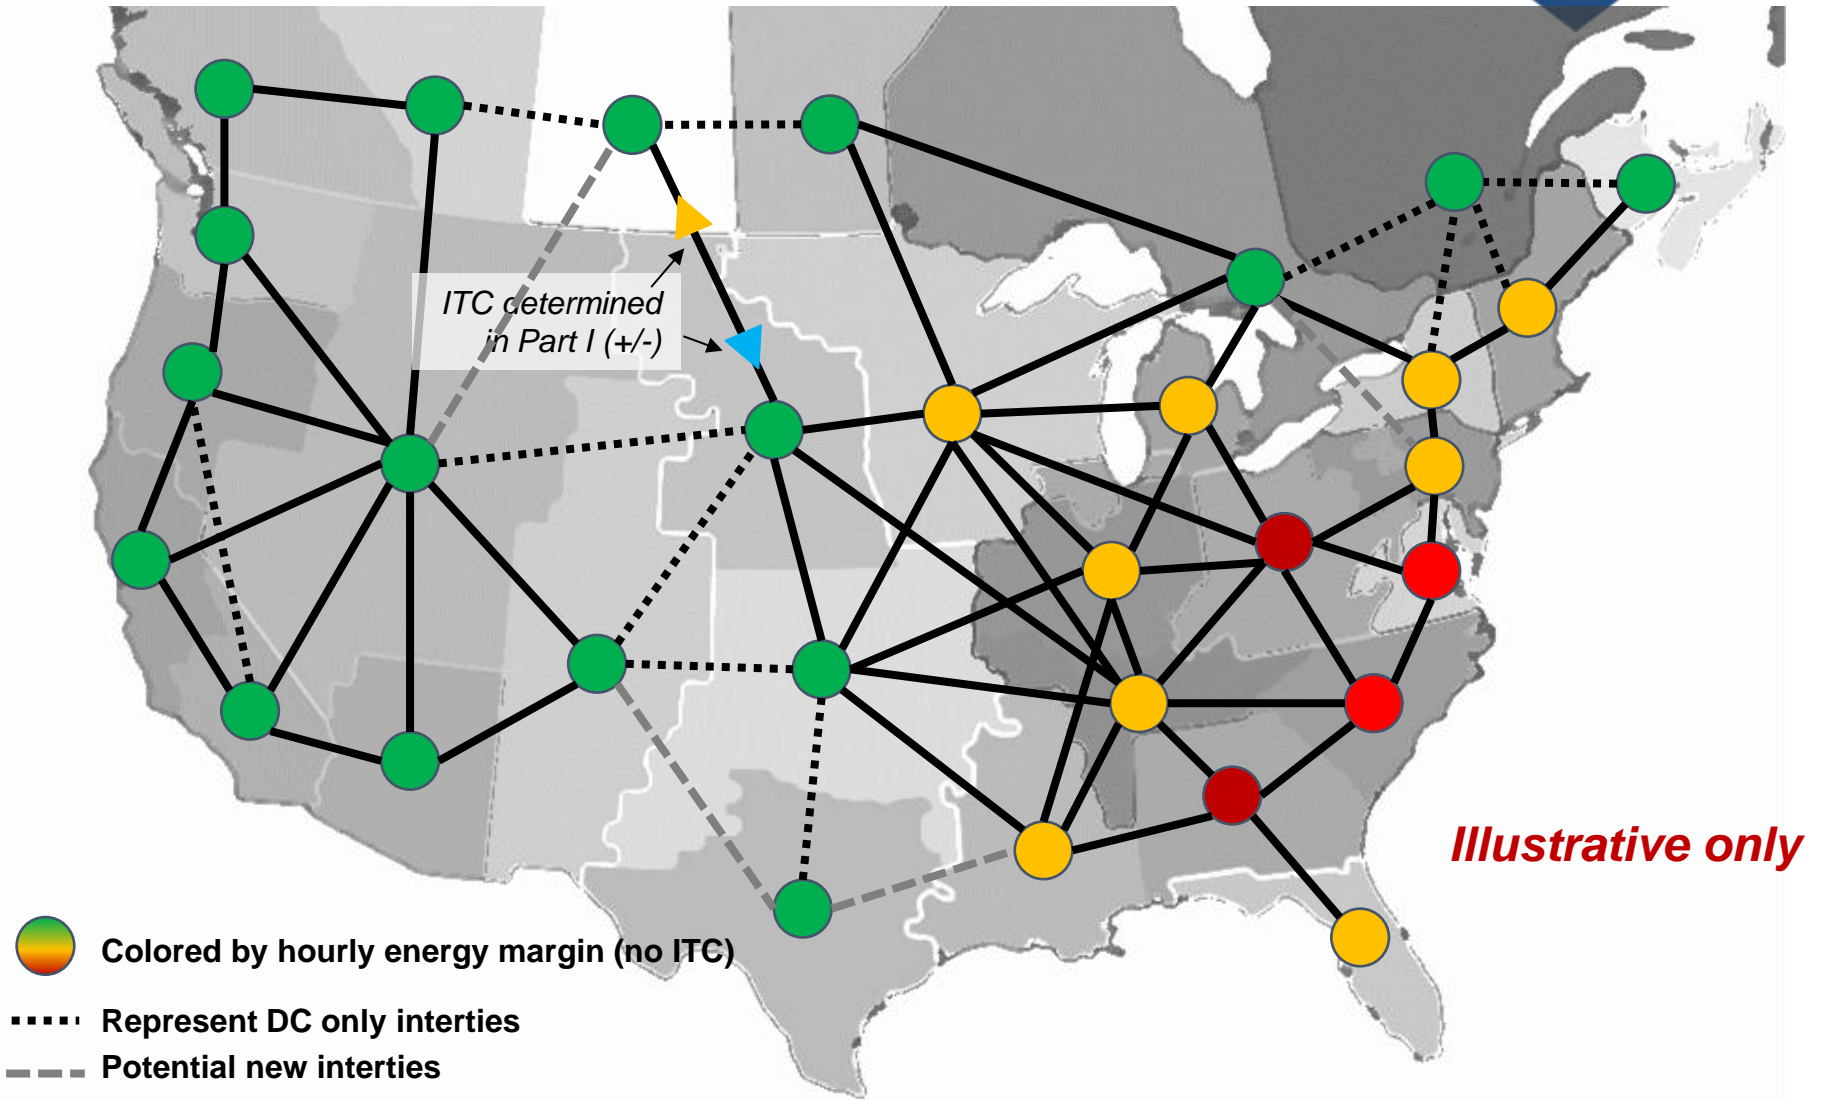 ITC determined
in Part I (+/-)
Illustrative only
Colored by hourly energy margin (no ITC)
Represent DC only interties
Potential new interties